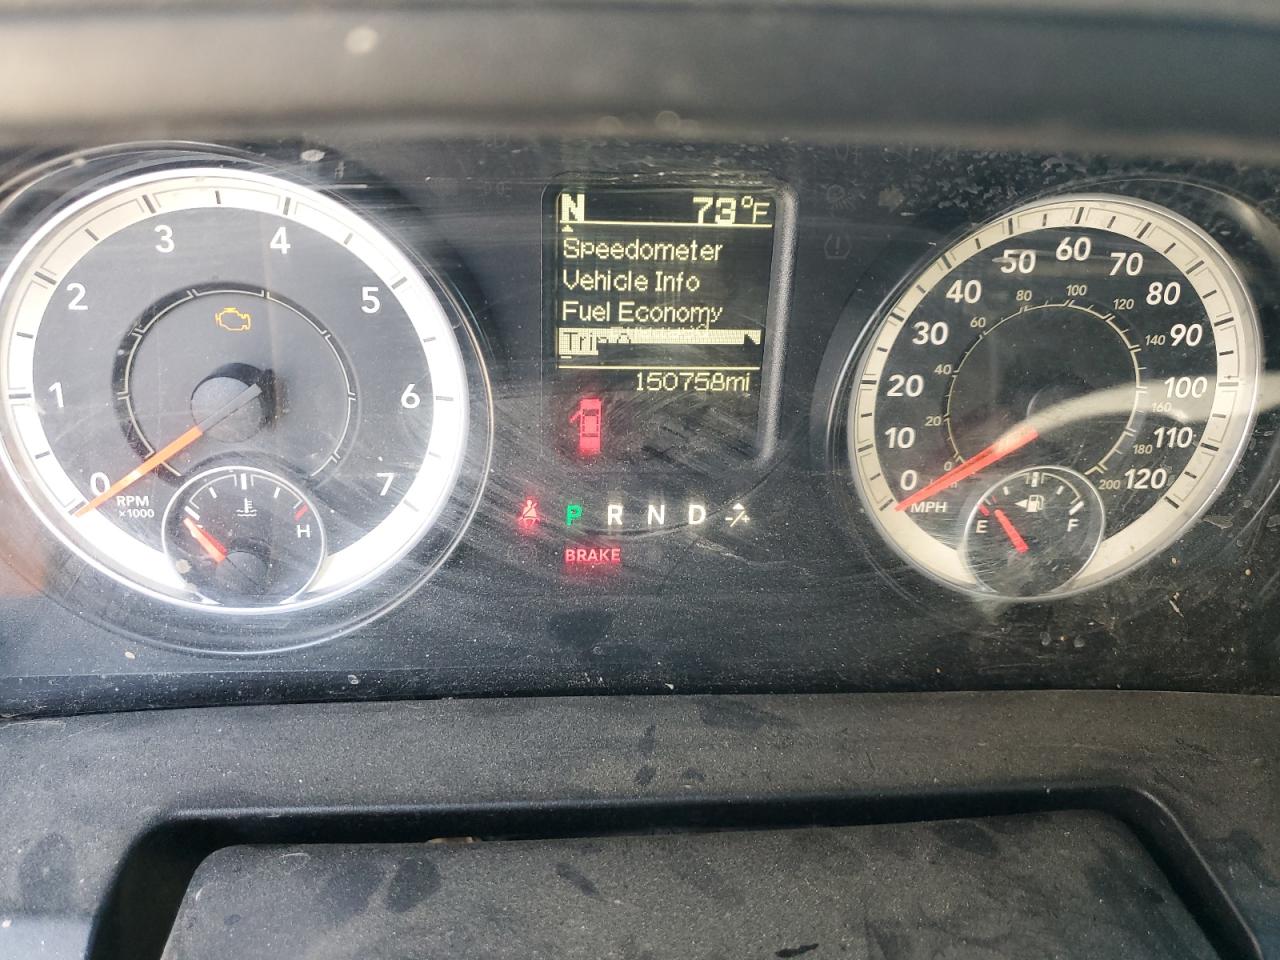 N 73°F
Speedometer
Vehicle Info
Fuel Economy
Tri
150758mi
0 1 2 3 4 5 6 7
RPM
x1000
H
P R N D
BRAKE
0 10 20 30 40 50 60 70 80 90 100 110 120
0 20 40 60 80 100 120 140 160 180 200
MPH
E F